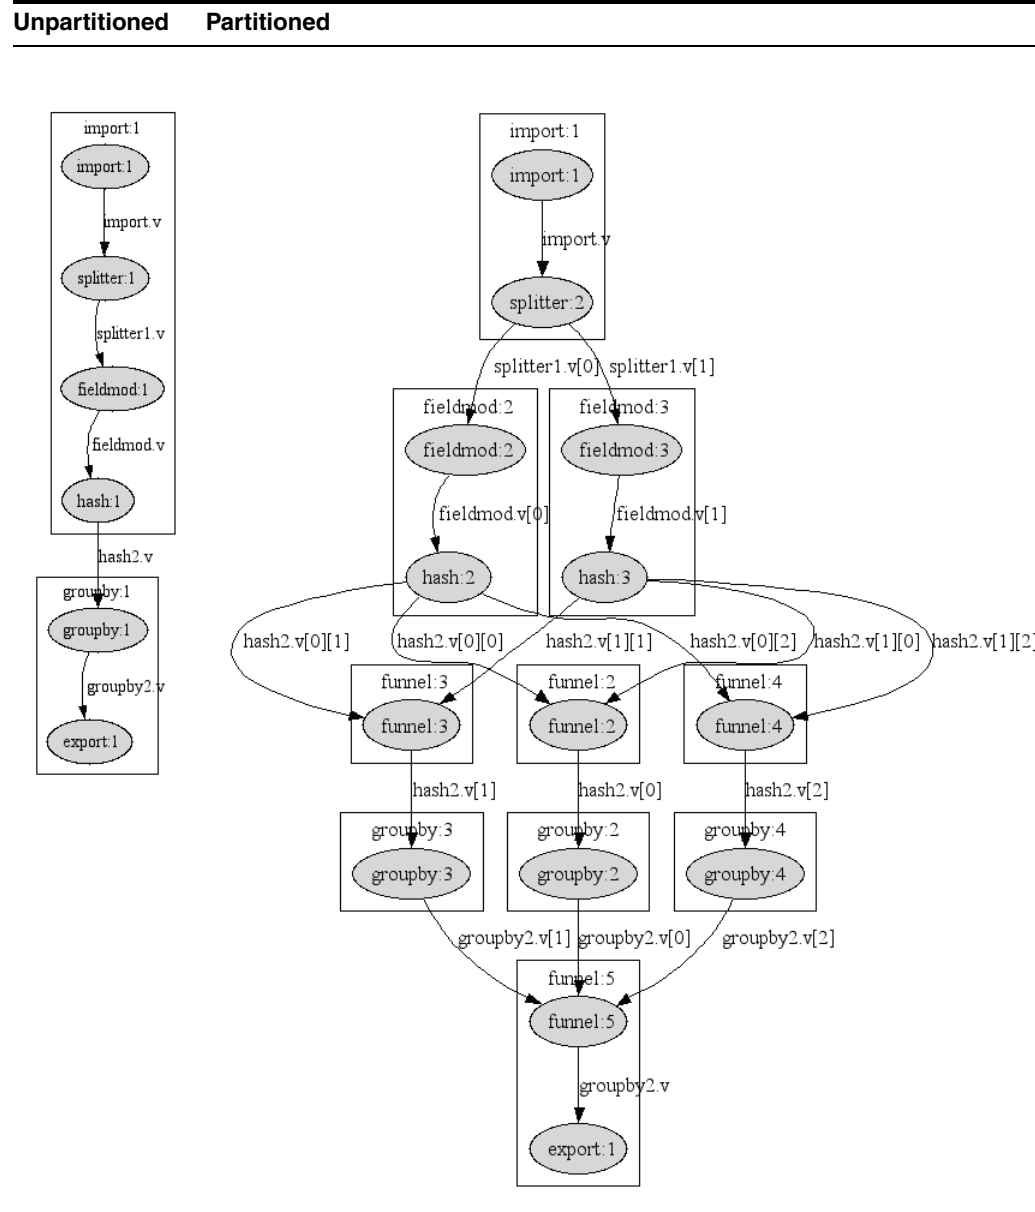 Unpartitioned Partitioned
import:1
import:1
import.v
splitter:1
splitter1.v
fieldmod:1
fieldmod.v
hash:1
hash2.v
groupby:1
groupby:1
groupby2.v
export:1
import:1
import:1
import.v
splitter:2
splitter1.v[0] splitter1.v[1]
fieldmod:2 fieldmod:3
fieldmod:2 fieldmod:3
fieldmod.v[0] fieldmod.v[1]
hash:2 hash:3
hash2.v[0][1] hash2.v[0][0] hash2.v[1][1] hash2.v[0][2] hash2.v[1][0] hash2.v[1][2]
funnel:3 funnel:2 funnel:4
funnel:3 funnel:2 funnel:4
hash2.v[1] hash2.v[0] hash2.v[2]
groupby:3 groupby:2 groupby:4
groupby:3 groupby:2 groupby:4
groupby2.v[1] groupby2.v[0] groupby2.v[2]
funnel:5
funnel:5
groupby2.v
export:1